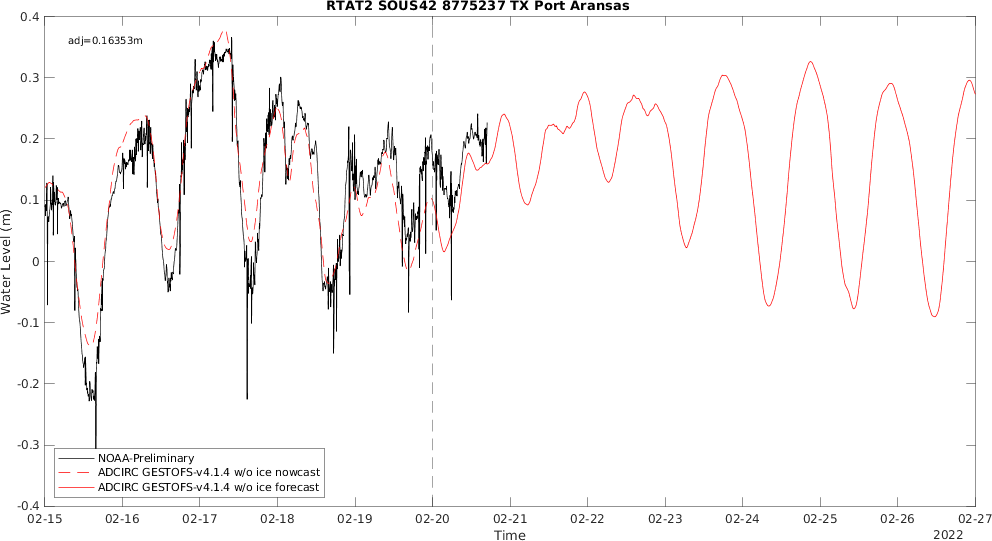 RTAT2 SOUS42 8775237 TX Port Aransas
adj=0.16353m
0.4
0.3
0.2
0.1
0
-0.1
-0.2
-0.3
-0.4
Water Level (m)
NOAA-Preliminary
ADCIRC GESTOFS-v4.1.4 w/o ice nowcast
ADCIRC GESTOFS-v4.1.4 w/o ice forecast
02-15 02-16 02-17 02-18 02-19 02-20 02-21 02-22 02-23 02-24 02-25 02-26 02-27
Time
2022